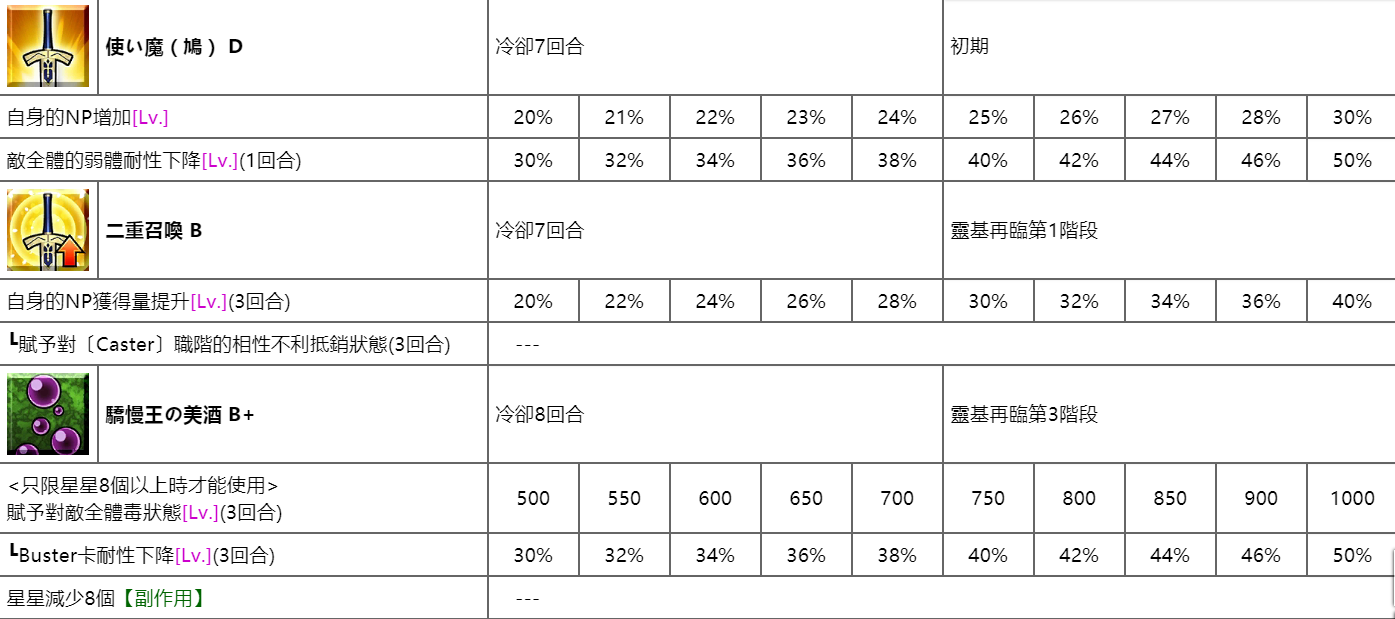 使い魔（鳩） D 冷卻7回合 初期
自身的NP增加[Lv.] 20% 21% 22% 23% 24% 25% 26% 27% 28% 30%
敵全體的弱體耐性下降[Lv.](1回合) 30% 32% 34% 36% 38% 40% 42% 44% 46% 50%
二重召喚 B 冷卻7回合 靈基再臨第1階段
自身的NP獲得量提升[Lv.](3回合) 20% 22% 24% 26% 28% 30% 32% 34% 36% 40%
┗賦予對〔Caster〕職階的相性不利抵銷狀態(3回合) ---
驕慢王の美酒 B+ 冷卻8回合 靈基再臨第3階段
<只限星星8個以上時才能使用>
賦予對敵全體毒狀態[Lv.](3回合) 500 550 600 650 700 750 800 850 900 1000
┗Buster卡耐性下降[Lv.](3回合) 30% 32% 34% 36% 38% 40% 42% 44% 46% 50%
星星減少8個【副作用】 ---